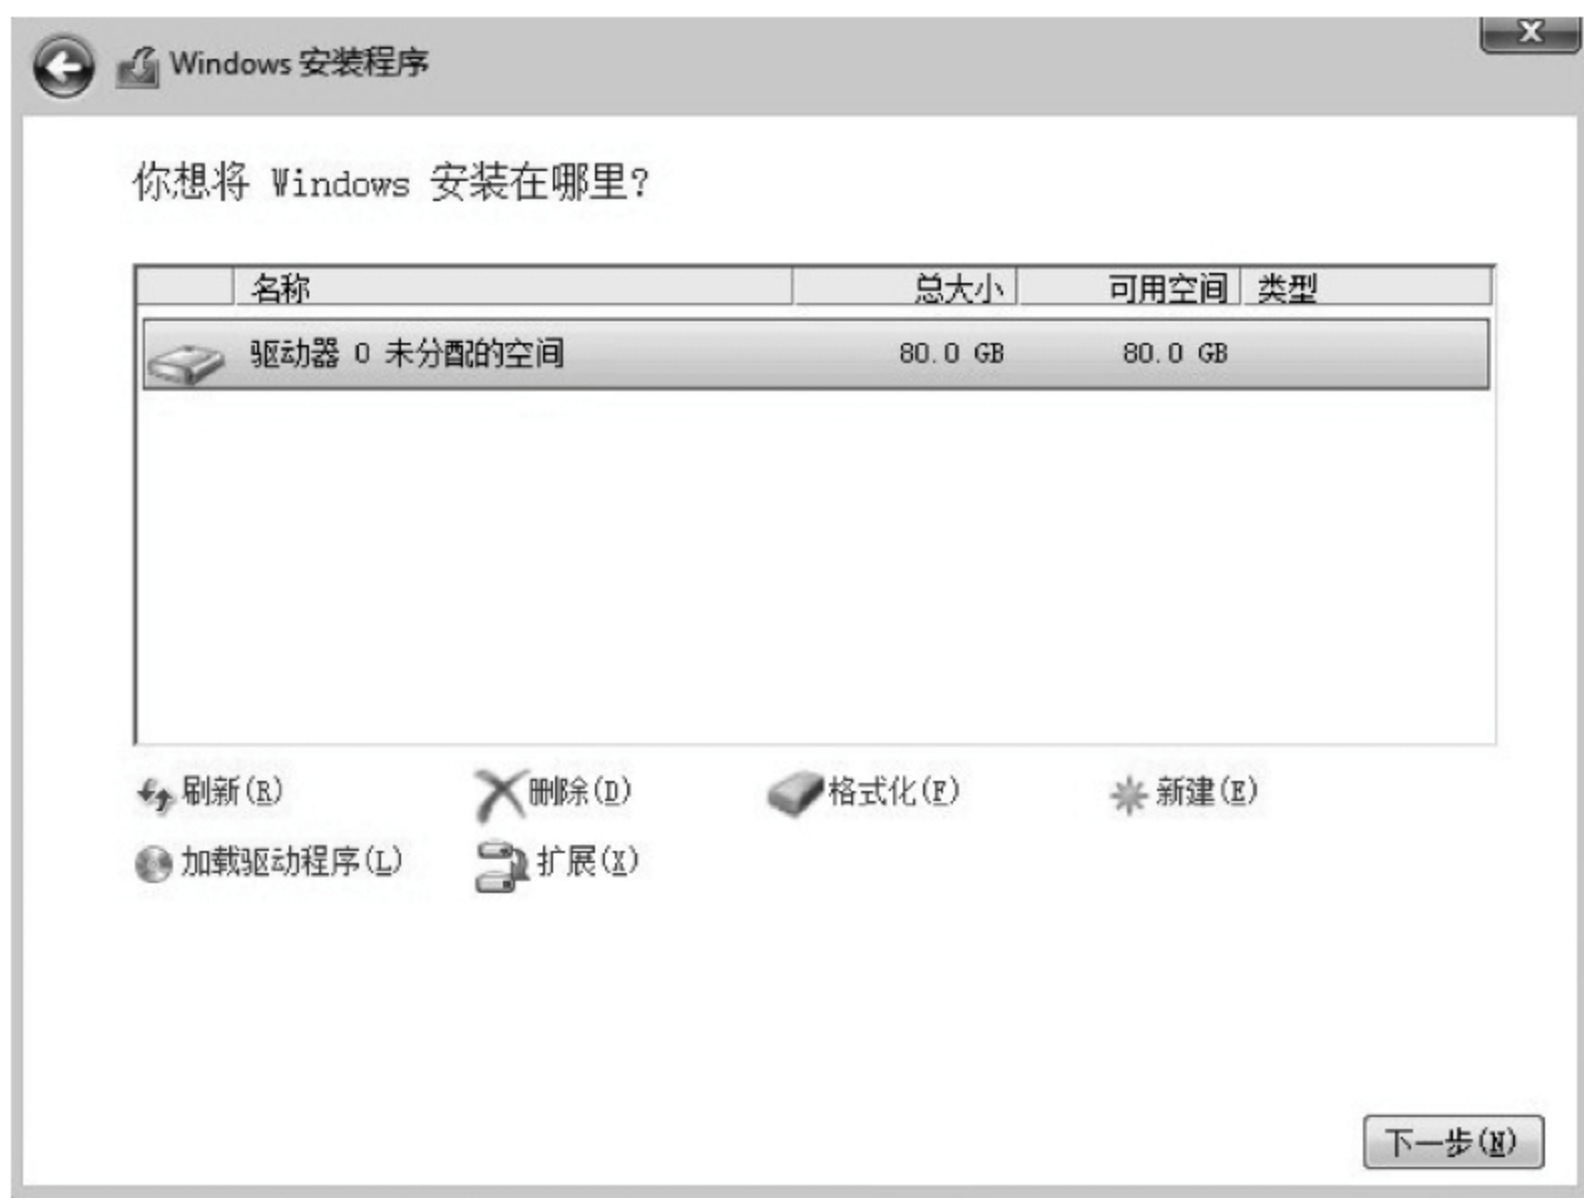 Windows 安装程序
你想将 Windows 安装在哪里?
名称 总大小 可用空间 类型
驱动器 0 未分配的空间 80.0 GB 80.0 GB
刷新(R) 删除(D) 格式化(F) 新建(E)
加载驱动程序(L) 扩展(X)
下一步(N)